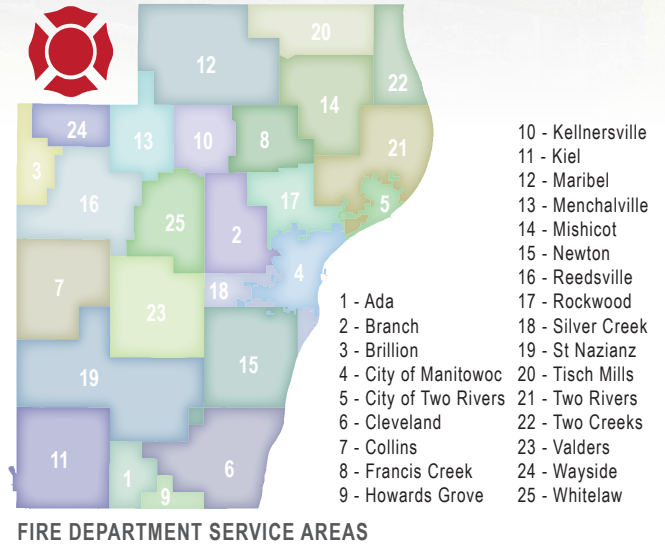 20
12
22
14
24
13
10
8
21
3
16
25
17
5
2
4
7
18
23
15
19
11
1
6
9
1 - Ada
2 - Branch
3 - Brillion
4 - City of Manitowoc
5 - City of Two Rivers
6 - Cleveland
7 - Collins
8 - Francis Creek
9 - Howards Grove
10 - Kellnersville
11 - Kiel
12 - Maribel
13 - Menchalville
14 - Mishicot
15 - Newton
16 - Reedsville
17 - Rockwood
18 - Silver Creek
19 - St Nazianz
20 - Tisch Mills
21 - Two Rivers
22 - Two Creeks
23 - Valders
24 - Wayside
25 - Whitelaw
FIRE DEPARTMENT SERVICE AREAS